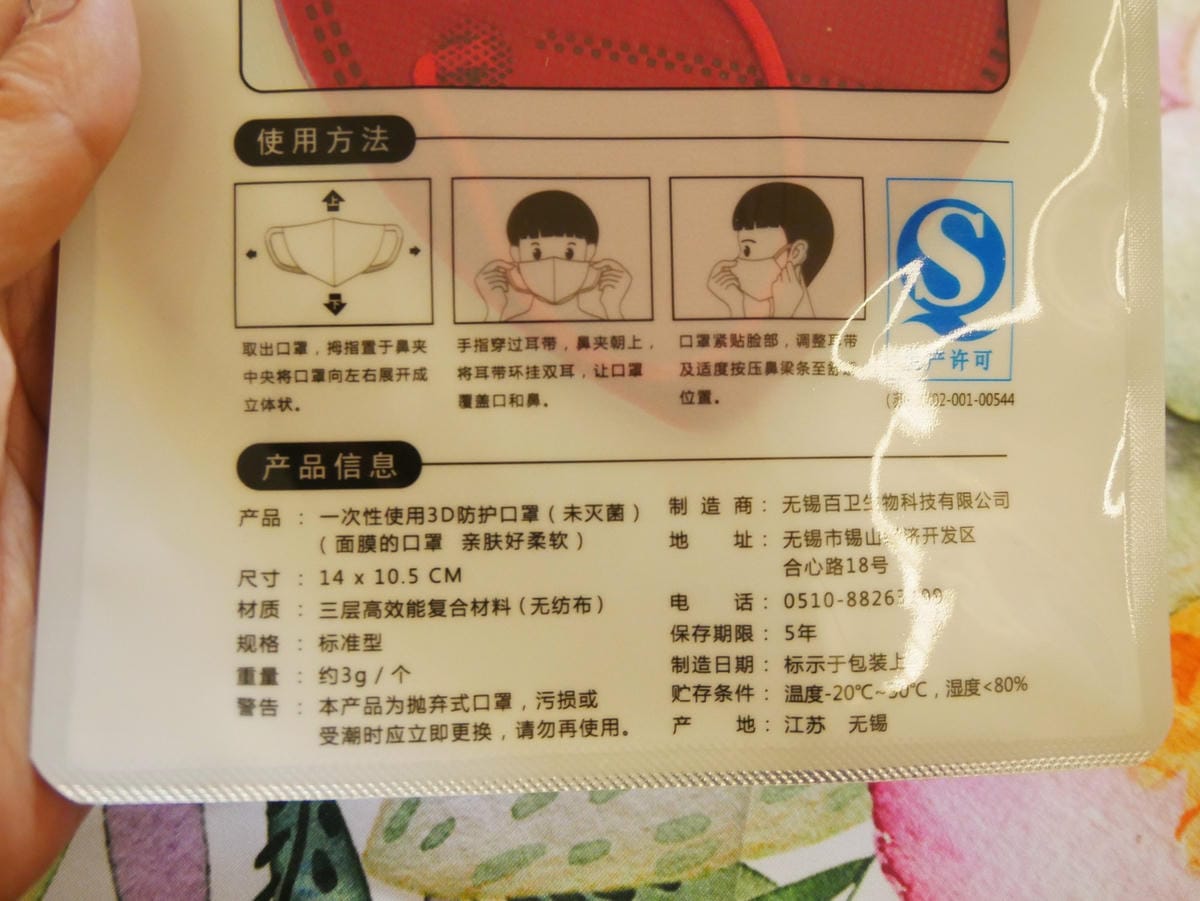 使用方法
上
下
取出口罩，拇指置于鼻夹
中央将口罩向左右展开成
立体状。
手指穿过耳带，鼻夹朝上，
将耳带环挂双耳，让口罩
覆盖口和鼻。
口罩紧贴脸部，调整耳带
及适度按压鼻梁条至
位置。
S
产许可
02-001-00544
产品信息
产品 ： 一次性使用3D防护口罩（未灭菌）
（面膜的口罩 亲肤好柔软）
尺寸 ： 14 x 10.5 CM
材质 ： 三层高效能复合材料（无纺布）
规格 ： 标准型
重量 ： 约3g / 个
警告 ： 本产品为抛弃式口罩，污损或
受潮时应立即更换，请勿再使用。
制造商： 无锡百卫生物科技有限公司
地址： 无锡市锡山 济开发区
合心路18号
电话： 0510-88263
保存期限： 5年
制造日期： 标示于包装上
贮存条件： 温度-20℃~ ℃，湿度<80%
产地： 江苏 无锡